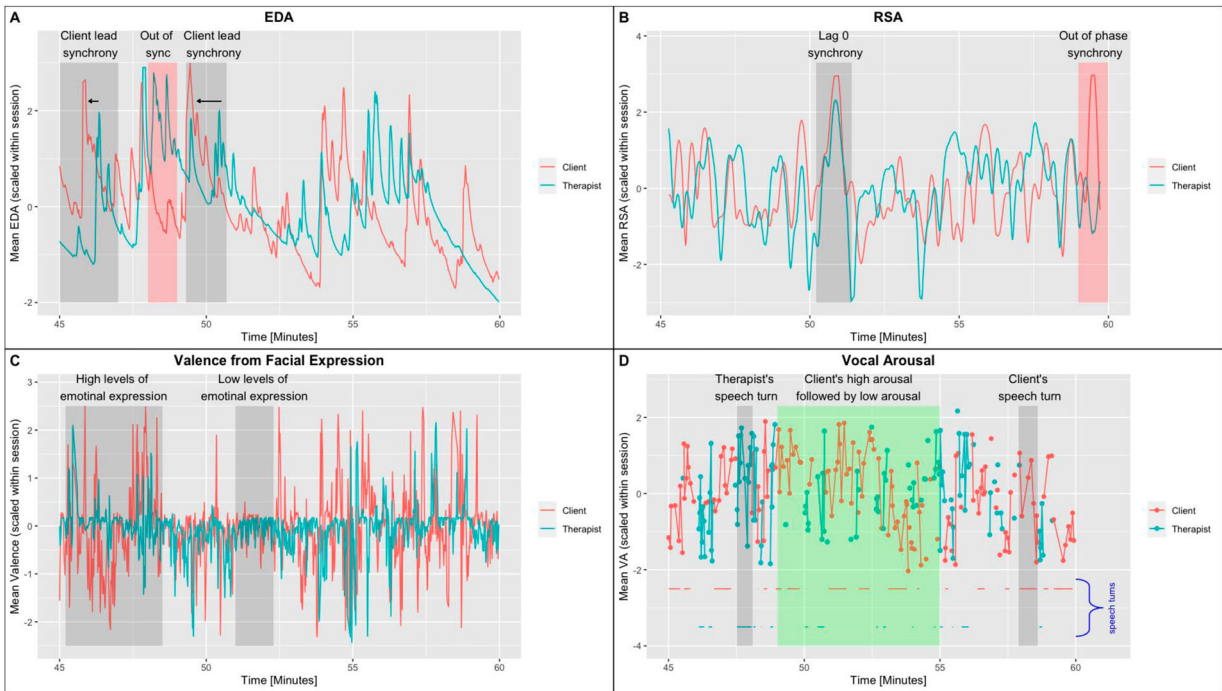 A
EDA
Client lead
synchrony
Out of
sync
Client lead
synchrony
Mean EDA (scaled within session)
2
0
-2
45
50
55
60
Time [Minutes]
Client
Therapist
B
RSA
Lag 0
synchrony
Out of phase
synchrony
Mean RSA (scaled within session)
4
2
0
-2
45
50
55
60
Time [Minutes]
Client
Therapist
C
Valence from Facial Expression
High levels of
emotinal expression
Low levels of
emotinal expression
Mean Valence (scaled within session)
3
2
1
0
-1
-2
45
50
55
60
Time [Minutes]
Client
Therapist
D
Vocal Arousal
Therapist's
speech turn
Client's high arousal
followed by low arousal
Client's
speech turn
Mean VA (scaled within session)
2
0
-2
-4
45
50
55
60
Time [Minutes]
speech turns
Client
Therapist